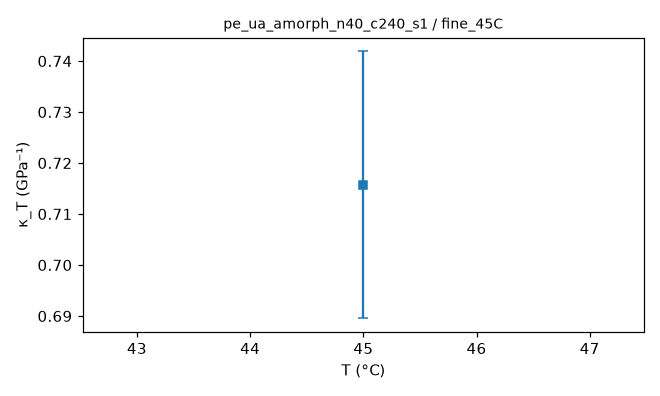 pe_ua_amorph_n40_c240_s1 / fine_45C
κ_T (GPa⁻¹)
0.74
0.73
0.72
0.71
0.70
0.69
43 44 45 46 47
T (°C)